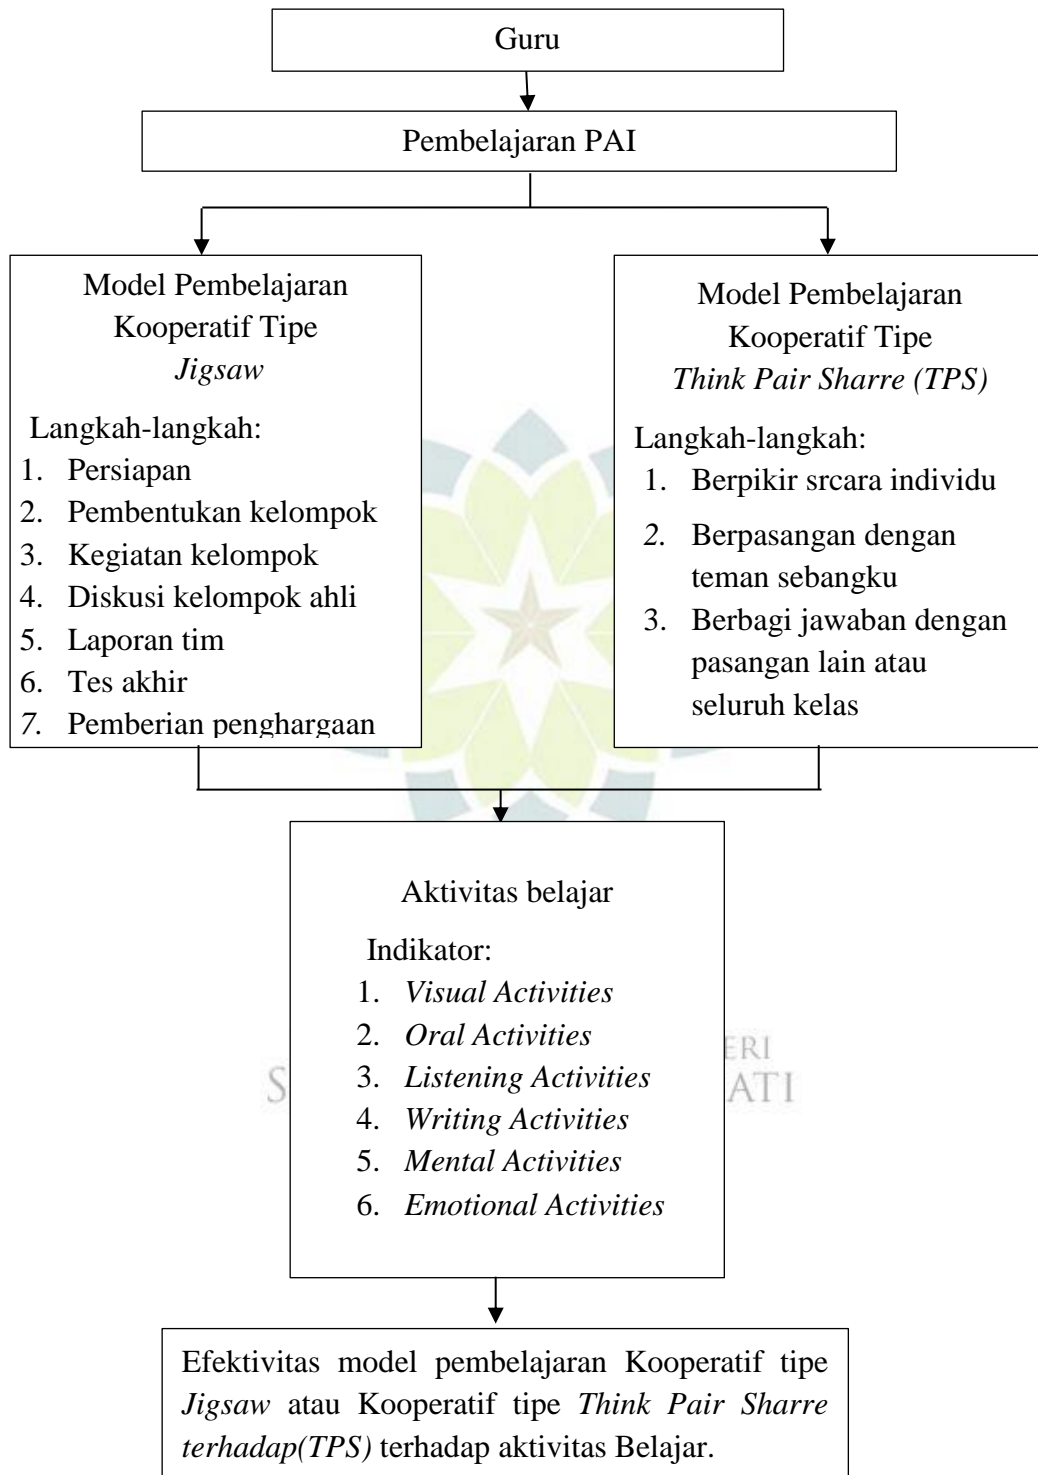 Guru
Pembelajaran PAI
Model Pembelajaran
Kooperatif Tipe
Jigsaw
Langkah-langkah:
1. Persiapan
2. Pembentukan kelompok
3. Kegiatan kelompok
4. Diskusi kelompok ahli
5. Laporan tim
6. Tes akhir
7. Pemberian penghargaan
Model Pembelajaran
Kooperatif Tipe
Think Pair Sharre (TPS)
Langkah-langkah:
1. Berpikir srcara individu
2. Berpasangan dengan
teman sebangku
3. Berbagi jawaban dengan
pasangan lain atau
seluruh kelas
Aktivitas belajar
Indikator:
1. Visual Activities
2. Oral Activities
3. Listening Activities
4. Writing Activities
5. Mental Activities
6. Emotional Activities
Efektivitas model pembelajaran Kooperatif tipe
Jigsaw atau Kooperatif tipe Think Pair Sharre
terhadap(TPS) terhadap aktivitas Belajar.